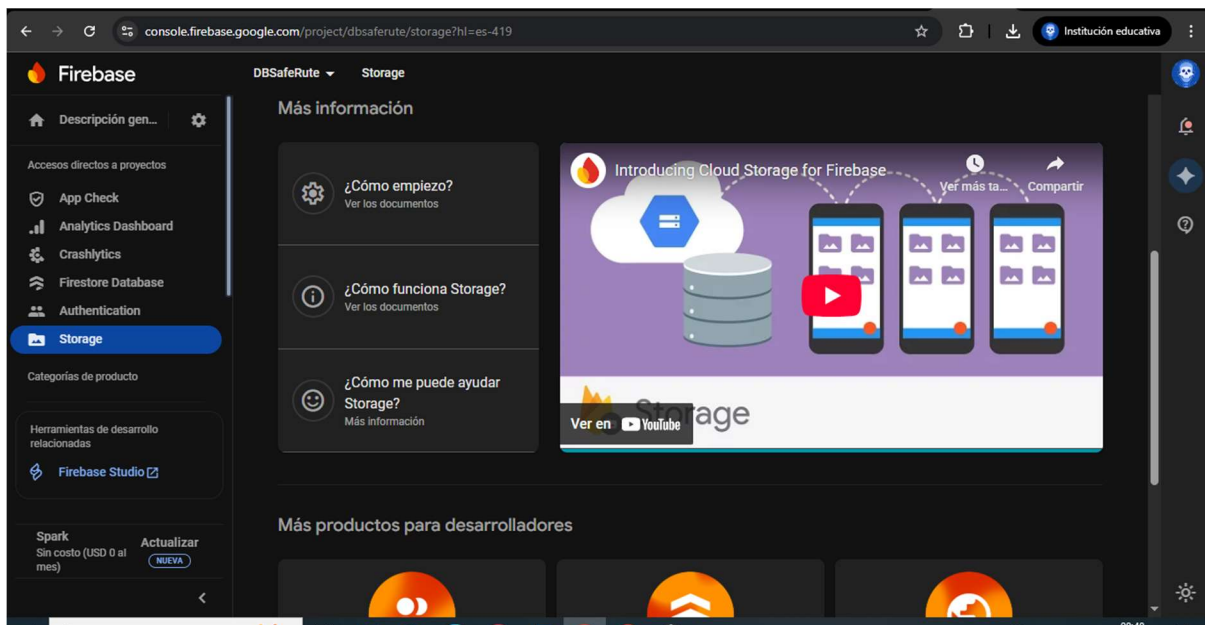 console.firebase.google.com/project/dbsaferute/storage?hl=es-419
Institución educativa
Firebase
DBSafeRute
Storage
Descripción gen...
Accesos directos a proyectos
App Check
Analytics Dashboard
Crashlytics
Firestore Database
Authentication
Storage
Categorías de producto
Herramientas de desarrollo
relacionadas
Firebase Studio
Spark
Sin costo (USD 0 al
mes)
Actualizar
NUEVA
Más información
¿Cómo empiezo?
Ver los documentos
¿Cómo funciona Storage?
Ver los documentos
¿Cómo me puede ayudar
Storage?
Más información
Introducing Cloud Storage for Firebase
Ver más ta...
Compartir
Storage
Ver en YouTube
Más productos para desarrolladores